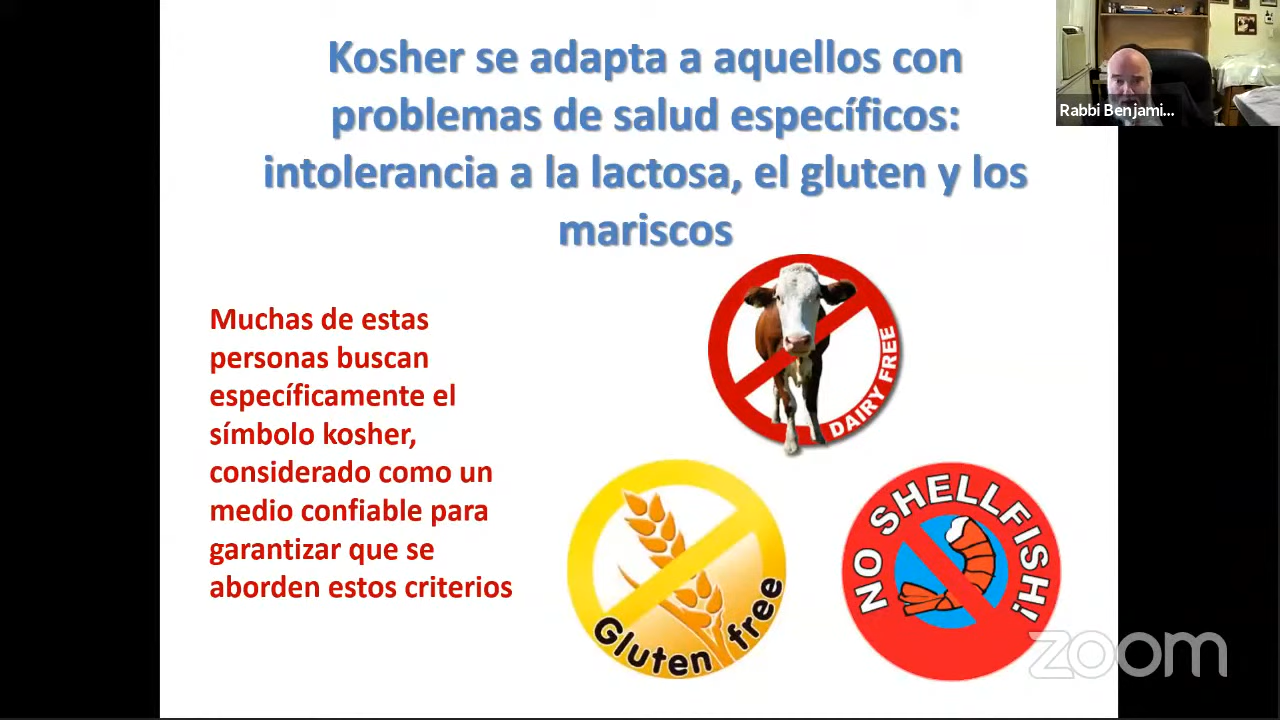 Kosher se adapta a aquellos con
problemas de salud específicos:
intolerancia a la lactosa, el gluten y los
mariscos
Rabbi Benjami...
Muchas de estas
personas buscan
específicamente el
símbolo kosher,
considerado como un
medio confiable para
garantizar que se
aborden estos criterios
DAIRY FREE
Gluten free
NO SHELLFISH!
zoom